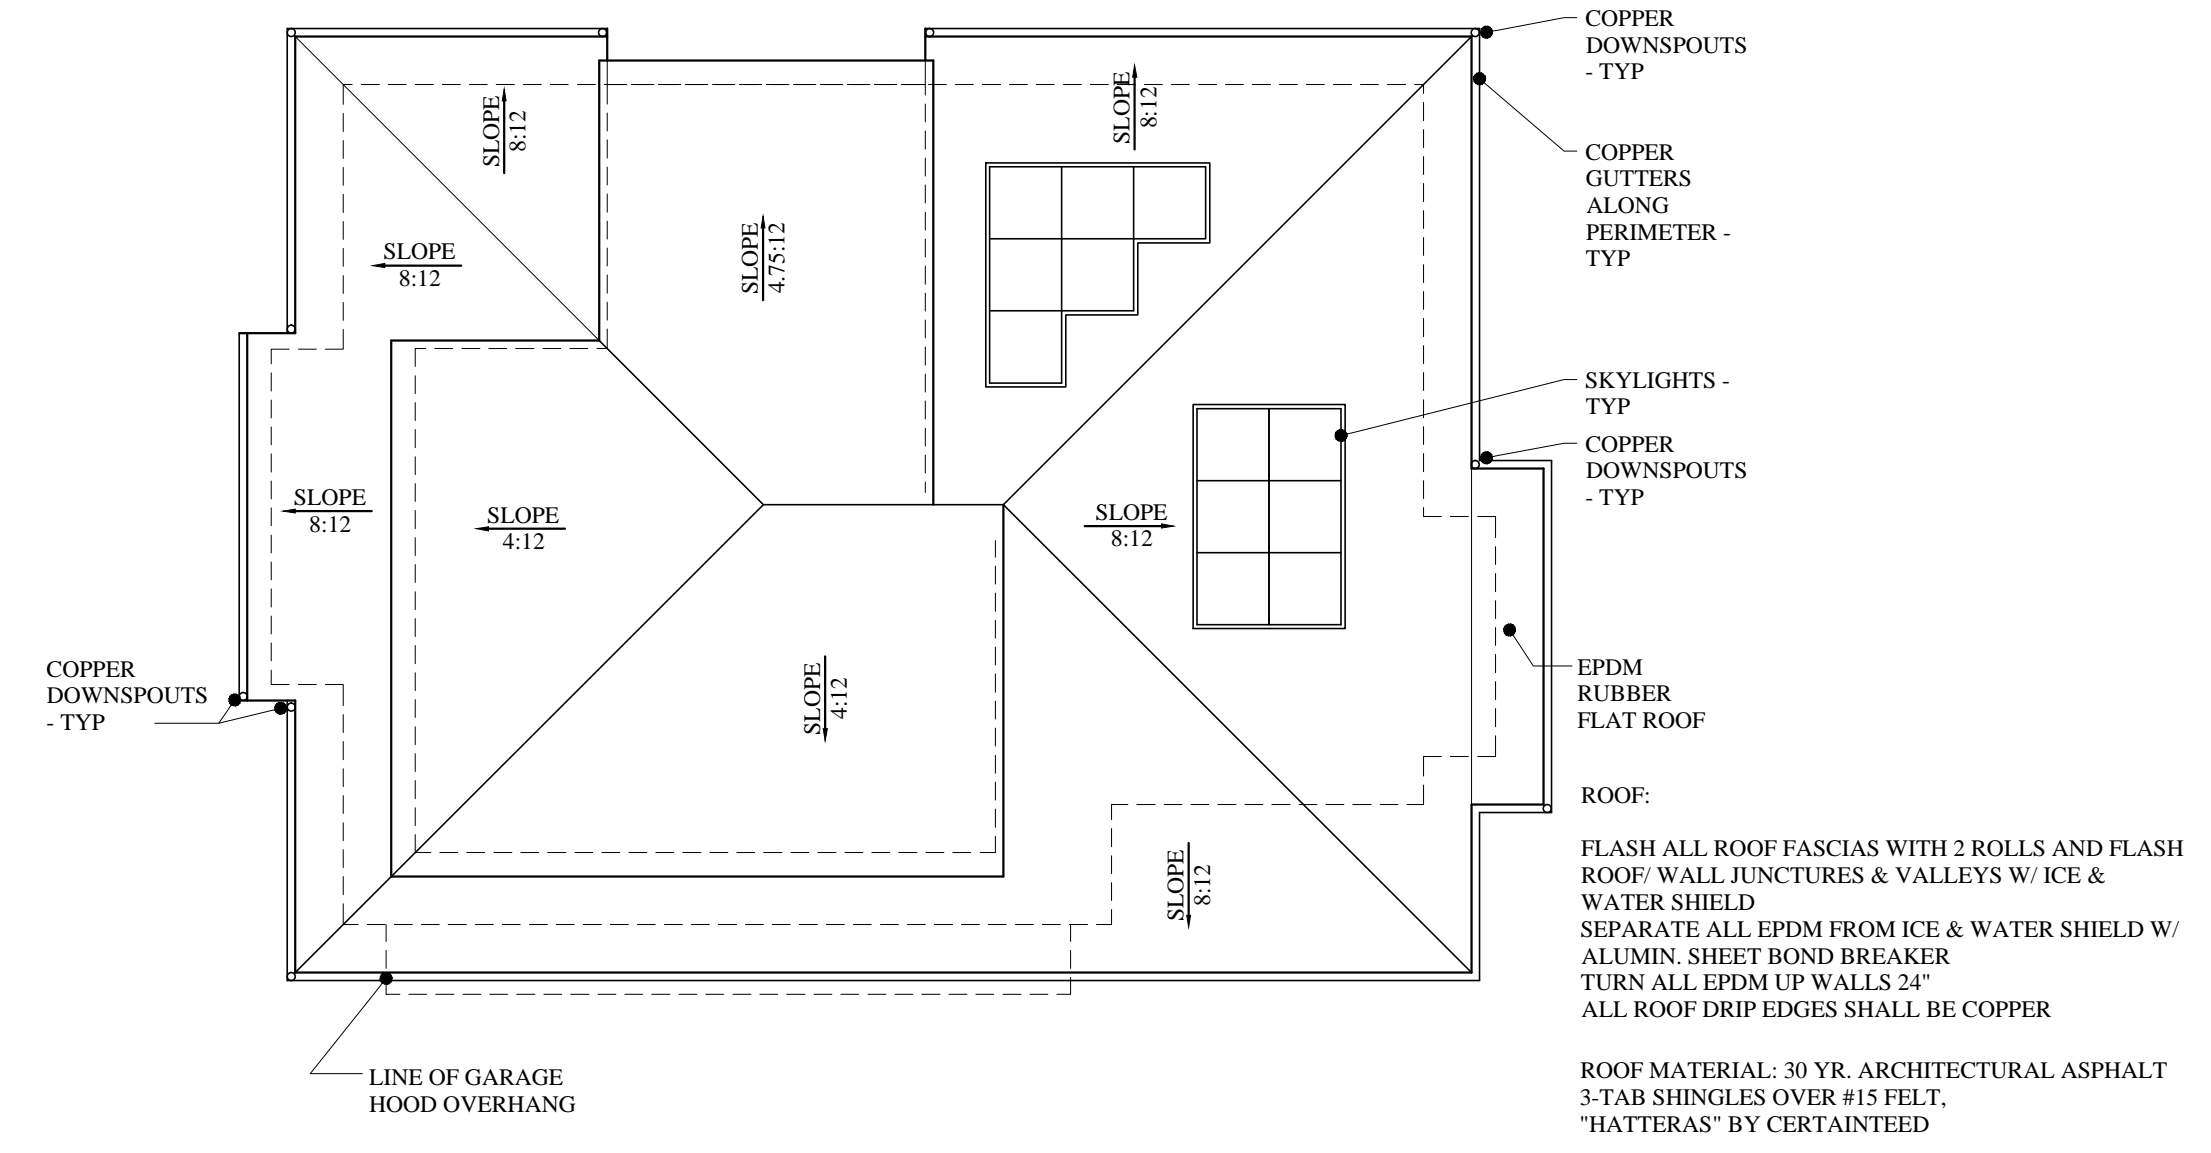 COPPER
DOWNSPOUTS
- TYP
COPPER
GUTTERS
ALONG
PERIMETER -
TYP
SKYLIGHTS -
TYP
COPPER
DOWNSPOUTS
- TYP
SLOPE
8:12
SLOPE
8:12
SLOPE
8:12
SLOPE
4.75:12
SLOPE
8:12
SLOPE
4:12
SLOPE
8:12
SLOPE
8:12
SLOPE
4:12
SLOPE
8:12
COPPER
DOWNSPOUTS
- TYP
EPDM
RUBBER
FLAT ROOF
LINE OF GARAGE
HOOD OVERHANG
ROOF:
FLASH ALL ROOF FASCIAS WITH 2 ROLLS AND FLASH
ROOF/ WALL JUNCTURES & VALLEYS W/ ICE &
WATER SHIELD
SEPARATE ALL EPDM FROM ICE & WATER SHIELD W/
ALUMIN. SHEET BOND BREAKER
TURN ALL EPDM UP WALLS 24"
ALL ROOF DRIP EDGES SHALL BE COPPER
ROOF MATERIAL: 30 YR. ARCHITECTURAL ASPHALT
3-TAB SHINGLES OVER #15 FELT,
"HATTERAS" BY CERTAINTEED